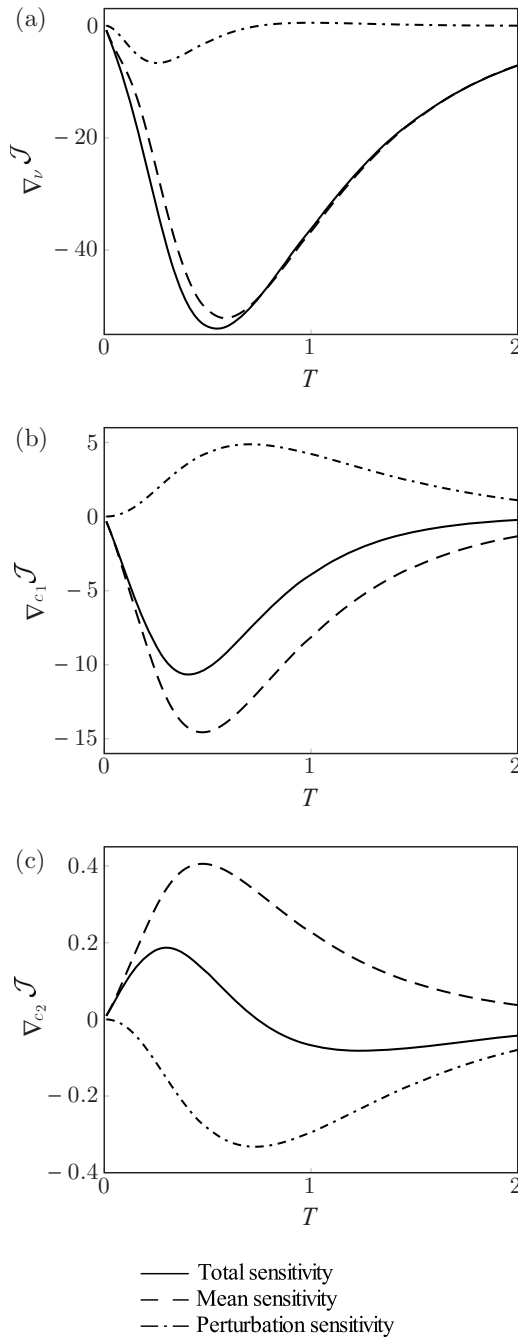 (a)
0
− 20
− 40
∇ν 𝒥
0
1
2
T
(b)
5
0
− 5
− 10
− 15
∇c1 𝒥
0
1
2
T
(c)
0.4
0.2
0
− 0.2
− 0.4
∇c2 𝒥
0
1
2
T
Total sensitivity
Mean sensitivity
Perturbation sensitivity